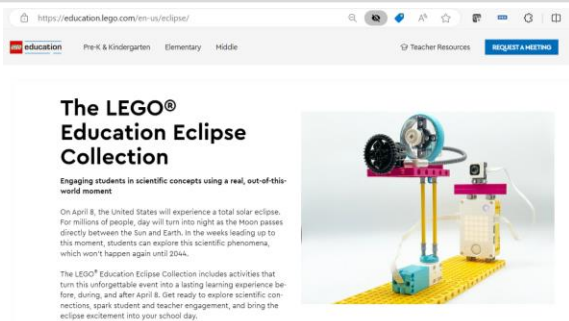 https://education.lego.com/en-us/eclipse/
education Pre-K & Kindergarten Elementary Middle Teacher Resources REQUEST A MEETING
The LEGO®
Education Eclipse
Collection
Engaging students in scientific concepts using a real, out-of-this-
world moment
On April 8, the United States will experience a total solar eclipse.
For millions of people, day will turn into night as the Moon passes
directly between the Sun and Earth. In the weeks leading up to
this moment, students can explore this scientific phenomena,
which won't happen again until 2044.
The LEGO® Education Eclipse Collection includes activities that
turn this unforgettable event into a lasting learning experience be-
fore, during, and after April 8. Get ready to explore scientific con-
nections, spark student and teacher engagement, and bring the
eclipse excitement into your school day.